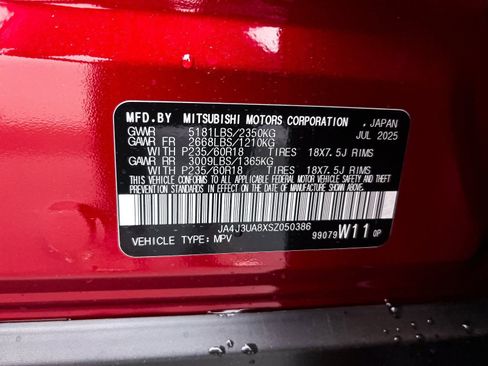 MFD.BY MITSUBISHI MOTORS CORPORATION , JAPAN
GVWR 5181LBS/2350KG JUL 2025
GAWR FR 2668LBS/1210KG
WITH P235/60R18 TIRES 18X7.5J RIMS
GAWR RR 3009LBS/1365KG
WITH P235/60R18 TIRES 18X7.5J RIMS
THIS VEHICLE CONFORMS TO ALL APPLICABLE FEDERAL MOTOR VEHICLE SAFETY AND THEFT
PREVENTION STANDARDS IN EFFECT ON THE DATE OF MANUFACTURE SHOWN ABOVE.
JA4J3UA8XSZ050386
VEHICLE TYPE: MPV 99079 W11 0P